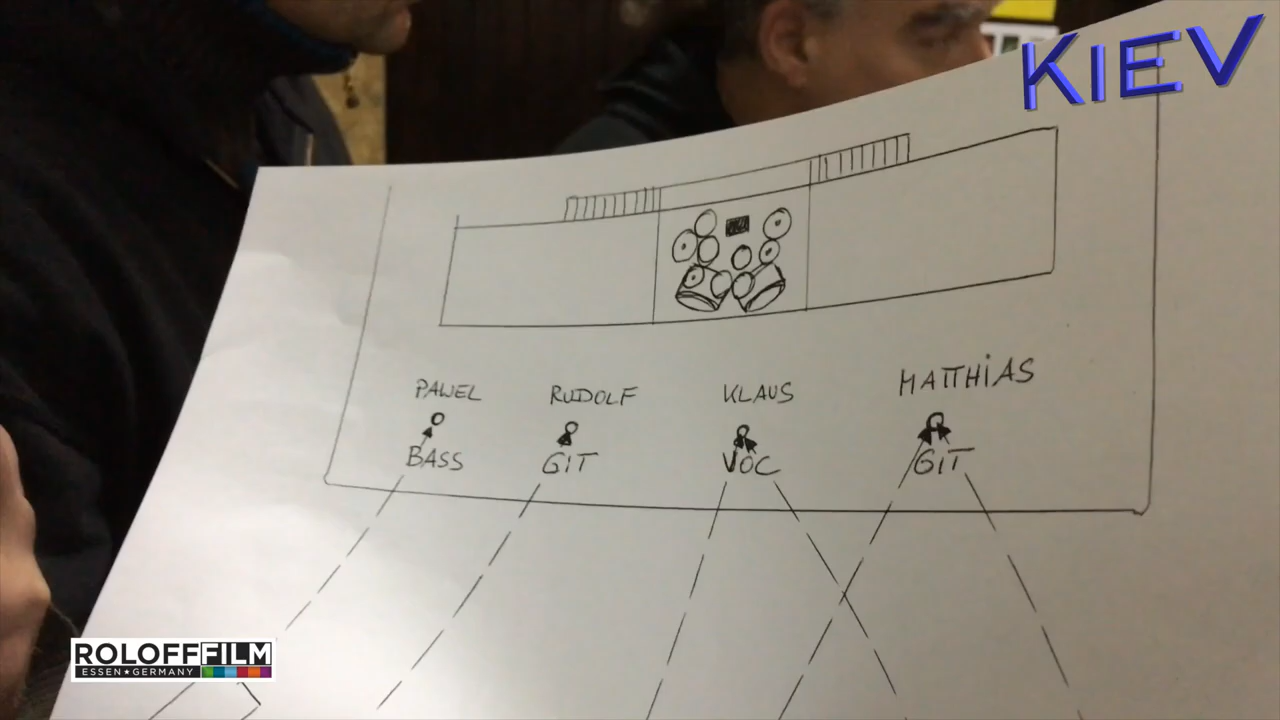 KIEV
PAWEL RUDOLF KLAUS MATTHIAS
BASS GIT VOC GIT
ROLOFFFILM
ESSEN★GERMANY